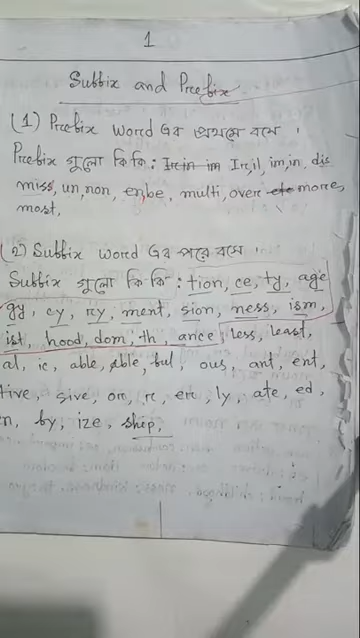 1
Suffix and Prefix
(1) Prefix word এর প্রথমে বসে ।
Prefix গুলো কি কি : Ir, il, im, in, dis
miss, un, non, en, be, multi, over more,
most,
(2) Suffix word এর পরে বসে ।
Suffix গুলো কি কি : tion, ce, ty, age
gy, cy, ry, ment, sion, ness, ism,
ist, hood, dom, th, ance, less, least,
al, ic, able, ible, ful, ous, ant, ent,
tive, sive, or, er, ly, ate, ed,
n, fy, ize, ship,